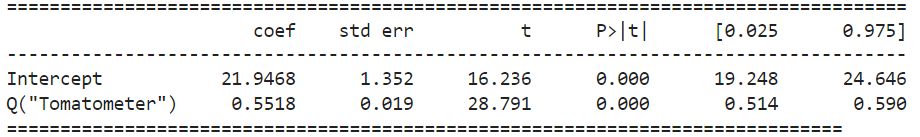 ==============================================================================
coef std err t P>|t| [0.025 0.975]
------------------------------------------------------------------------------
Intercept 21.9468 1.352 16.236 0.000 19.248 24.646
Q("Tomatometer") 0.5518 0.019 28.791 0.000 0.514 0.590
==============================================================================